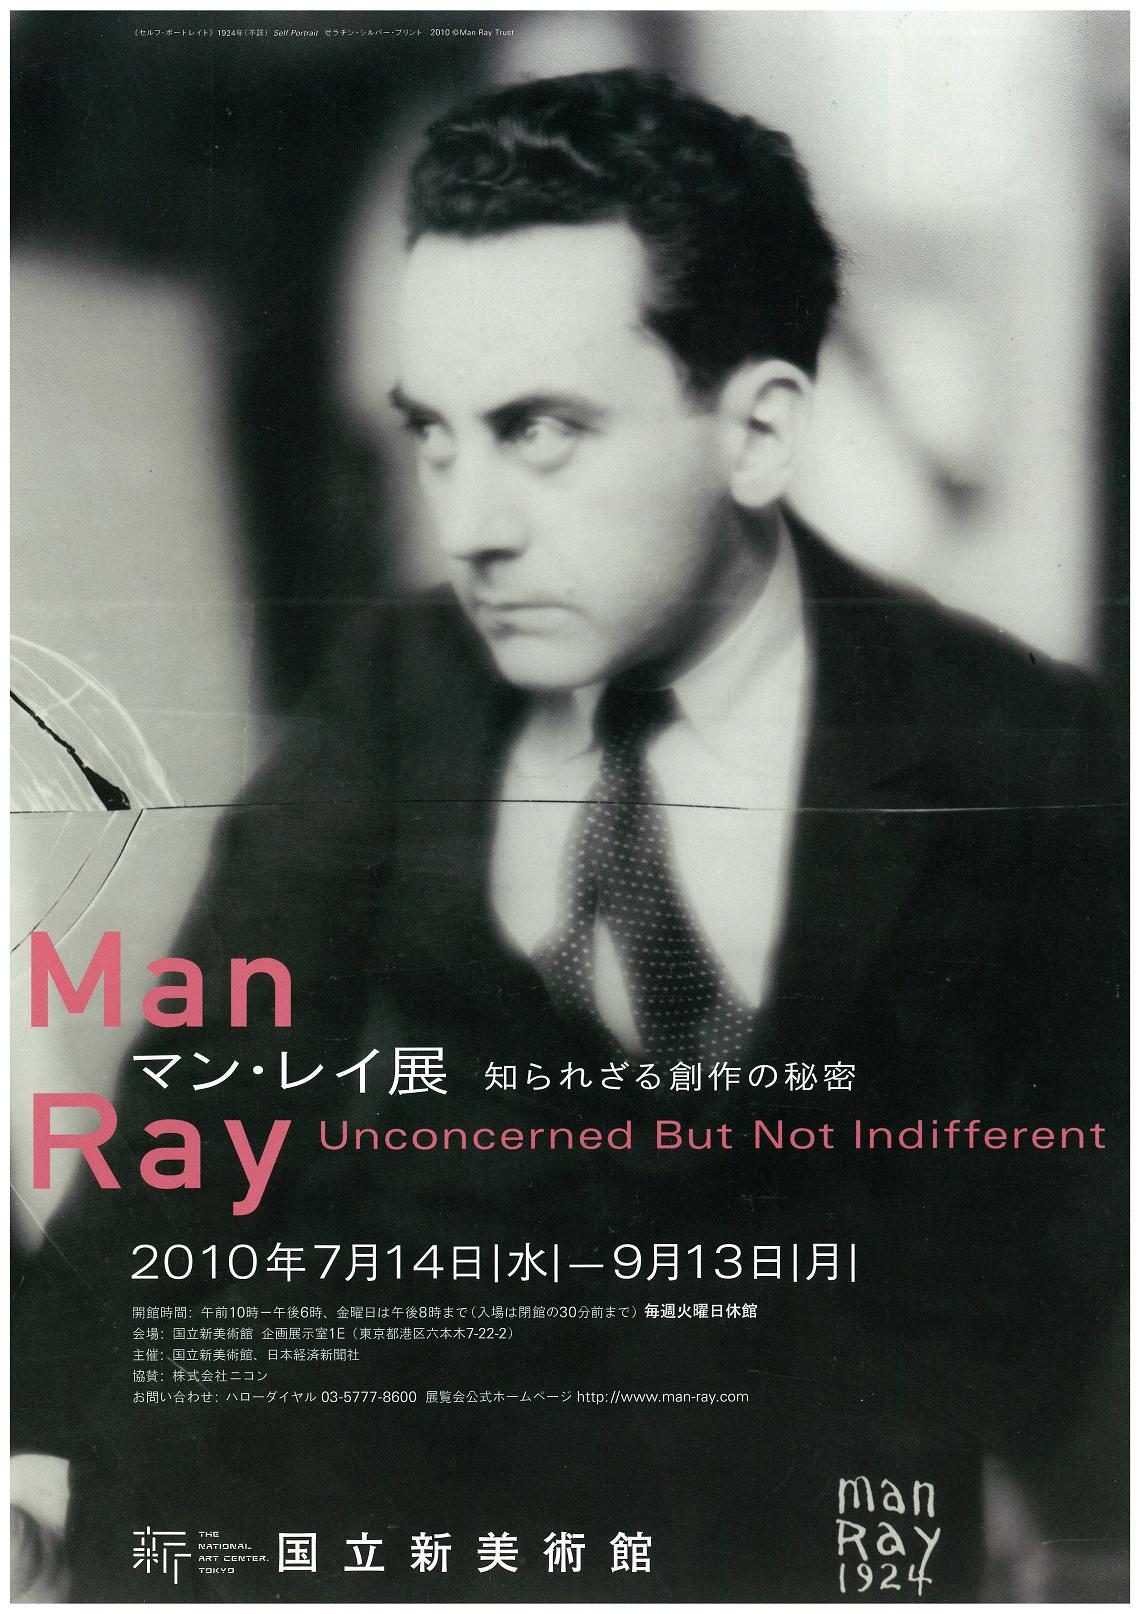 《セルフ・ポートレイト》 1924年(不詳) Self Portrait ゼラチン・シルバー・プリント 2010 ©Man Ray Trust
Man
マン・レイ展 知られざる創作の秘密
Ray Unconcerned But Not Indifferent
2010年7月14日|水|—9月13日|月|
開館時間: 午前10時ー午後6時、金曜日は午後8時まで(入場は閉館の30分前まで) 毎週火曜日休館
会場: 国立新美術館 企画展示室1E (東京都港区六本木7-22-2)
主催: 国立新美術館、日本経済新聞社
協賛: 株式会社ニコン
お問い合わせ: ハローダイヤル 03-5777-8600 展覧会公式ホームページ http://www.man-ray.com
新 THE
NATIONAL
ART CENTER,
TOKYO
国立新美術館
man
Ray
1924